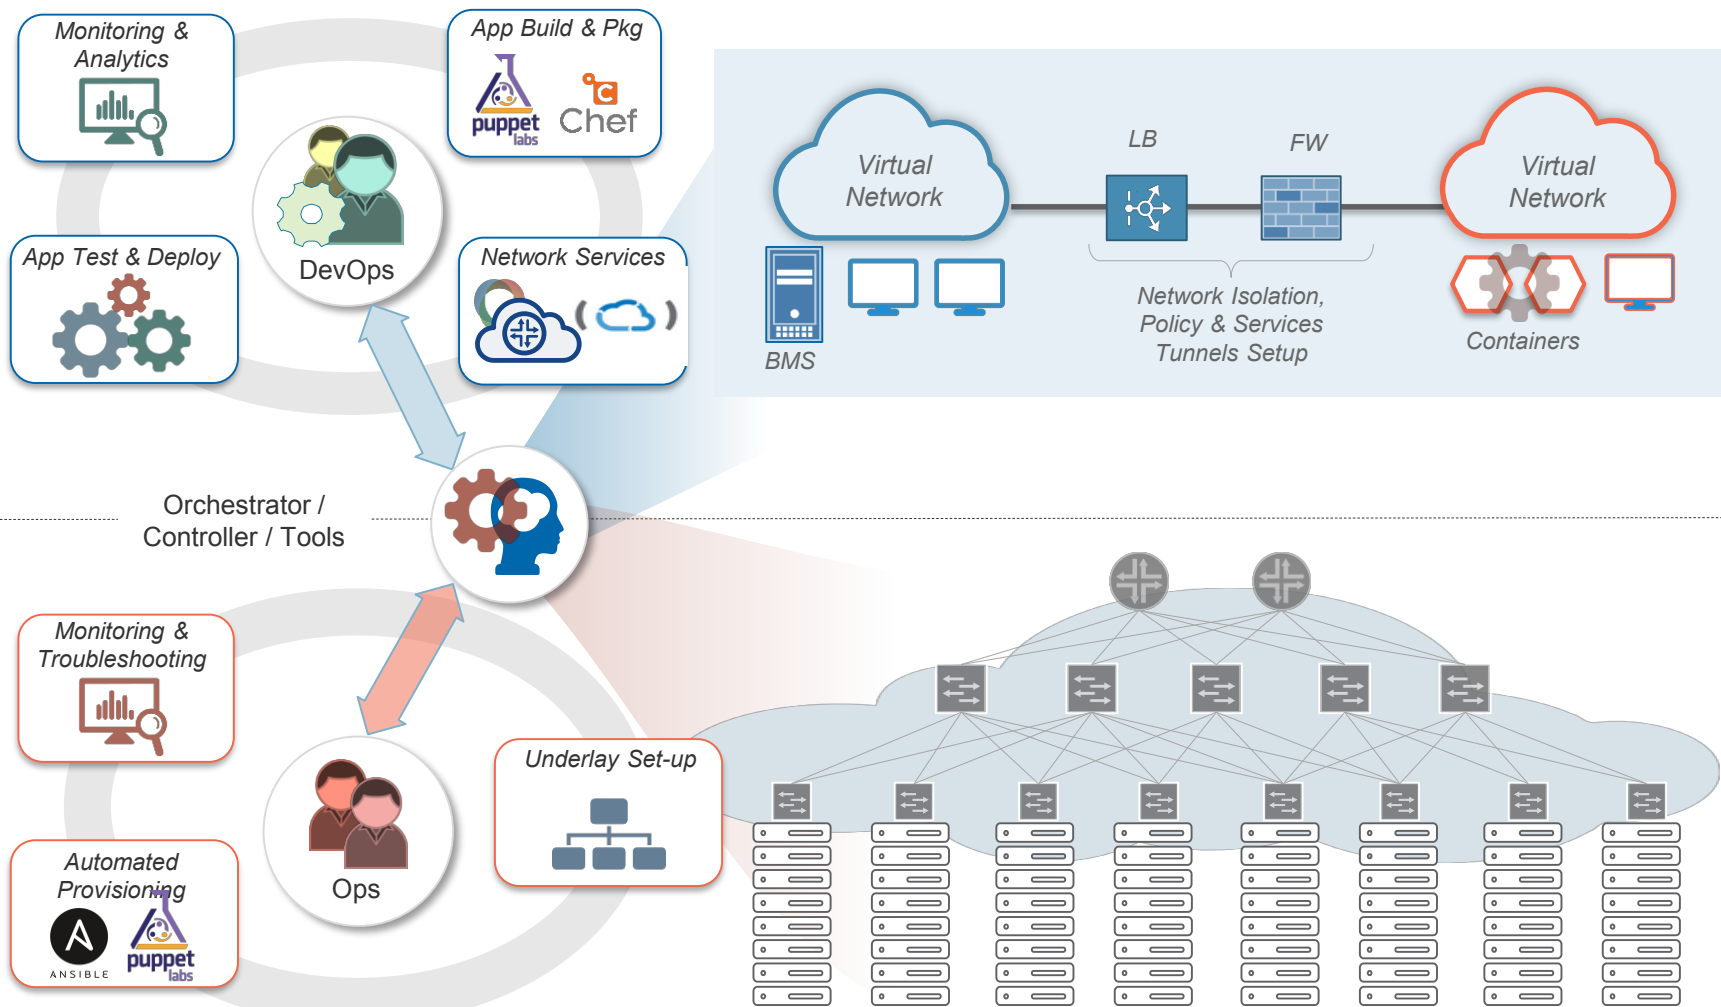 Monitoring &
Analytics
App Build & Pkg
puppet
labs
C
Chef
DevOps
App Test & Deploy
Network Services
Virtual
Network
LB
FW
Virtual
Network
BMS
Network Isolation,
Policy & Services
Tunnels Setup
Containers
Orchestrator /
Controller / Tools
Monitoring &
Troubleshooting
Underlay Set-up
Ops
Automated
Provisioning
A
ANSIBLE
puppet
labs